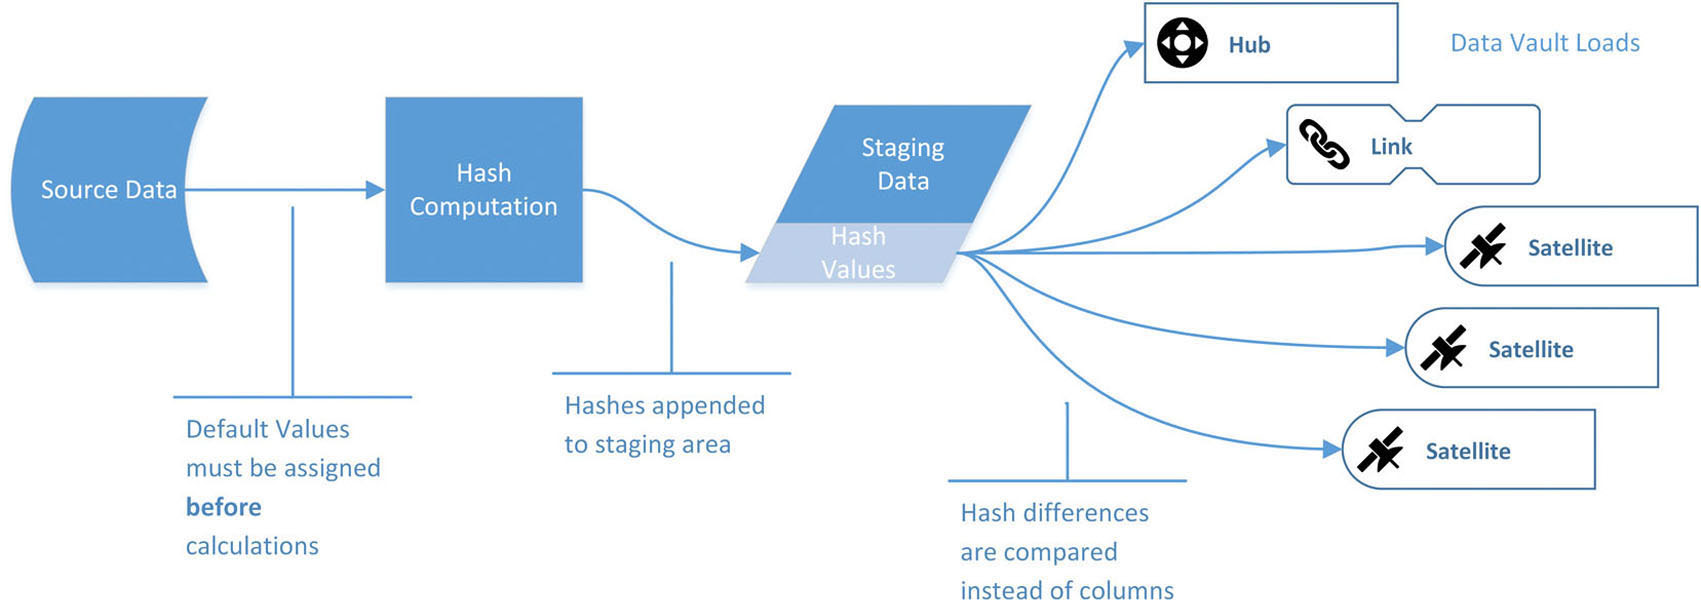 Source Data
Hash
Computation
Staging
Data
Hash
Values
Hub
Data Vault Loads
Link
Satellite
Satellite
Satellite
Default Values
must be assigned
before
calculations
Hashes appended
to staging area
Hash differences
are compared
instead of columns